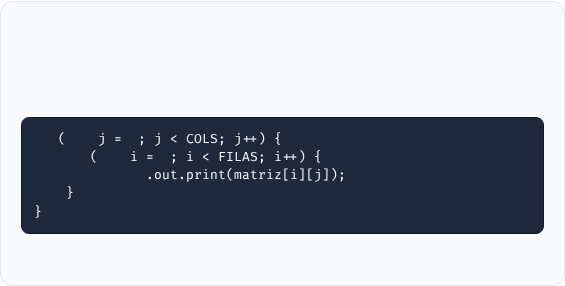 ( j = ; j < COLS; j++) {
( i = ; i < FILAS; i++) {
.out.print(matriz[i][j]);
}
}